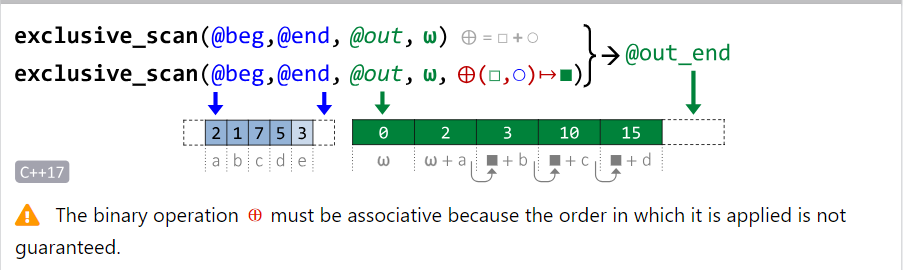 exclusive_scan(@beg,@end, @out, ω) ⊕ = □ + ○
exclusive_scan(@beg,@end, @out, ω, ⊕(□,○)↦■)
→ @out_end
2 1 7 5 3
0 2 3 10 15
a b c d e
ω ω + a ■ + b ■ + c ■ + d
C++17
⚠ The binary operation ⊕ must be associative because the order in which it is applied is not
guaranteed.